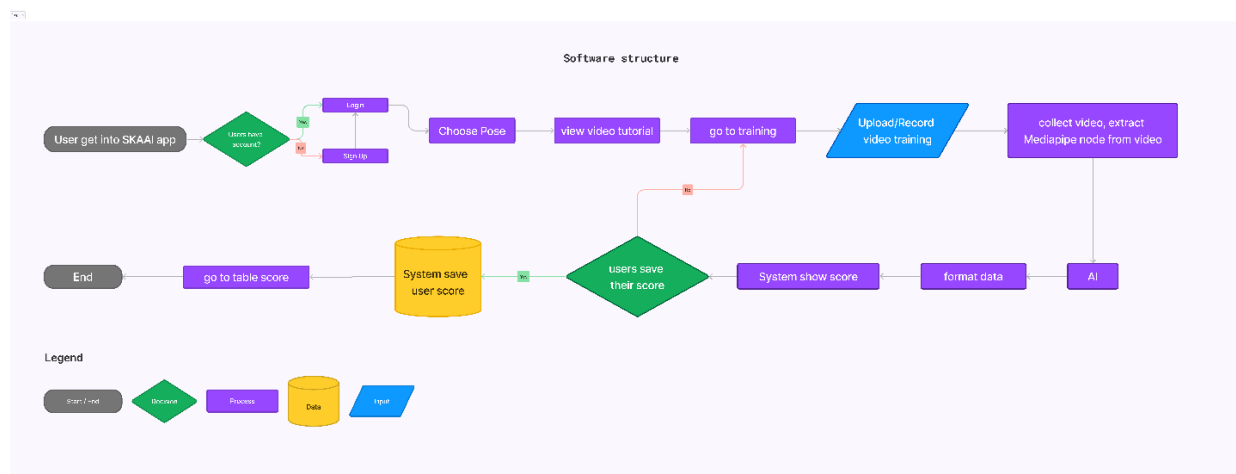 Software structure
User get into SKAAI app
Users have
account?
Yes
No
Login
Sign Up
Choose Pose
view video tutorial
go to training
Upload/Record
video training
collect video, extract
Mediapipe node from video
No
End
go to table score
System save
user score
Yes
users save
their score
System show score
format data
AI
Legend
Start / End
Decision
Process
Data
Input